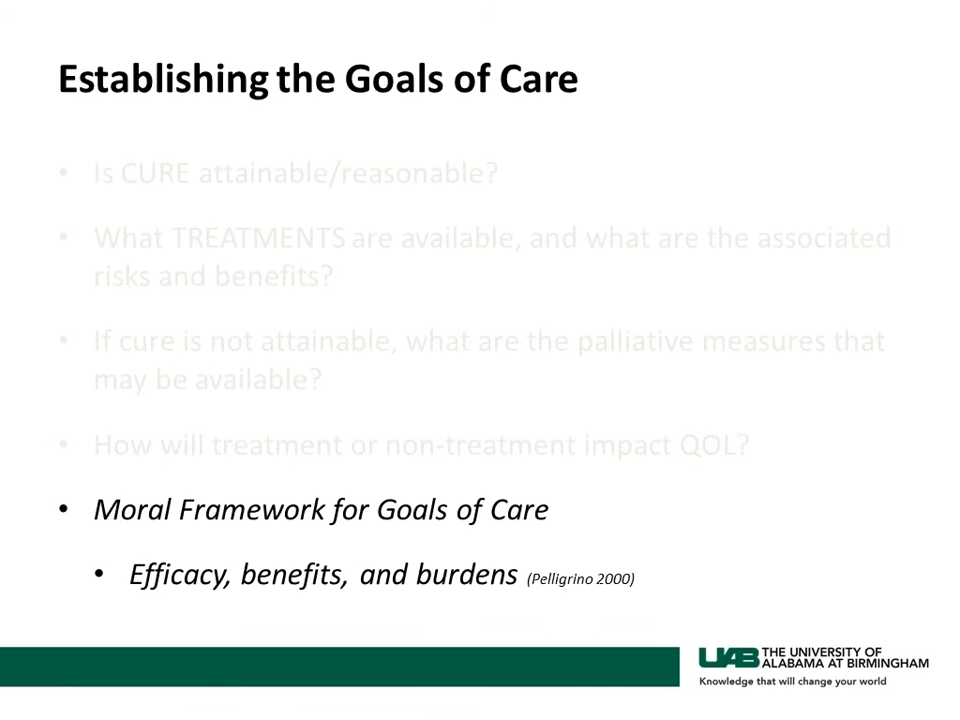 Establishing the Goals of Care
• Is CURE attainable/reasonable?
• What TREATMENTS are available, and what are the associated
risks and benefits?
• If cure is not attainable, what are the palliative measures that
may be available?
• How will treatment or non-treatment impact QOL?
• Moral Framework for Goals of Care
• Efficacy, benefits, and burdens (Pelligrino 2000)
UAB THE UNIVERSITY OF
ALABAMA AT BIRMINGHAM
Knowledge that will change your world